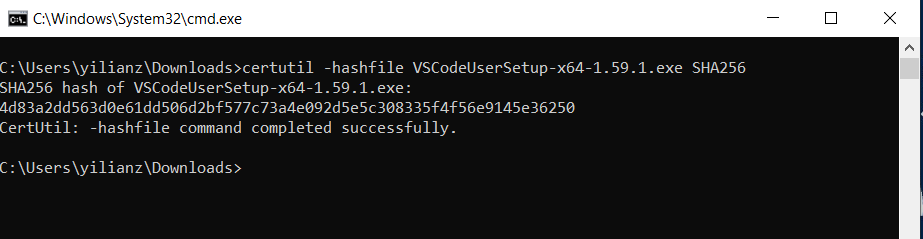 C:\Windows\System32\cmd.exe
C:\Users\yilianz\Downloads>certutil -hashfile VSCodeUserSetup-x64-1.59.1.exe SHA256
SHA256 hash of VSCodeUserSetup-x64-1.59.1.exe:
4d83a2dd563d0e61dd506d2bf577c73a4e092d5e5c308335f4f56e9145e36250
CertUtil: -hashfile command completed successfully.
C:\Users\yilianz\Downloads>